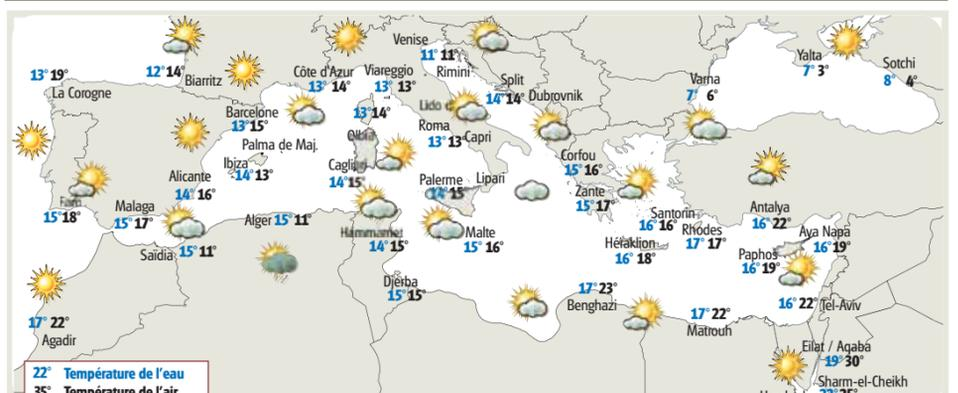 Venise
11° 11°
Rimini
Yalta
7° 3°
Sotchi
8° 4°
13° 19°
La Corogne
12° 14°
Biarritz
Côte d'Azur
13° 14°
Viareggio
13° 13°
Split
14° 14°
Dubrovnik
Varna
7° 6°
Barcelone
13° 15°
13° 14°
Olbia
Lido
Roma
13° 13°
Capri
Palma de Maj.
Ibiza
14° 13°
Corfou
15° 16°
Alicante
14° 16°
Cagliari
14° 15°
Palerme
14° 15°
Lipari
Zante
15° 17°
Faro
15° 18°
Malaga
15° 17°
Alger 15° 11°
Santorin
16° 16°
Rhodes
17° 17°
Antalya
16° 22°
Saïdia
15° 11°
Hammamet
14° 15°
Malte
15° 16°
Héraklion
16° 18°
Aya Napa
16° 19°
Paphos
16° 19°
Djerba
15° 15°
17° 23°
Benghazi
17° 22°
Matrouh
16° 22°
Tel-Aviv
17° 22°
Agadir
Eilat / Aqaba
19° 30°
Sharm-el-Cheikh
22° Température de l'eau
35° Température de l'air